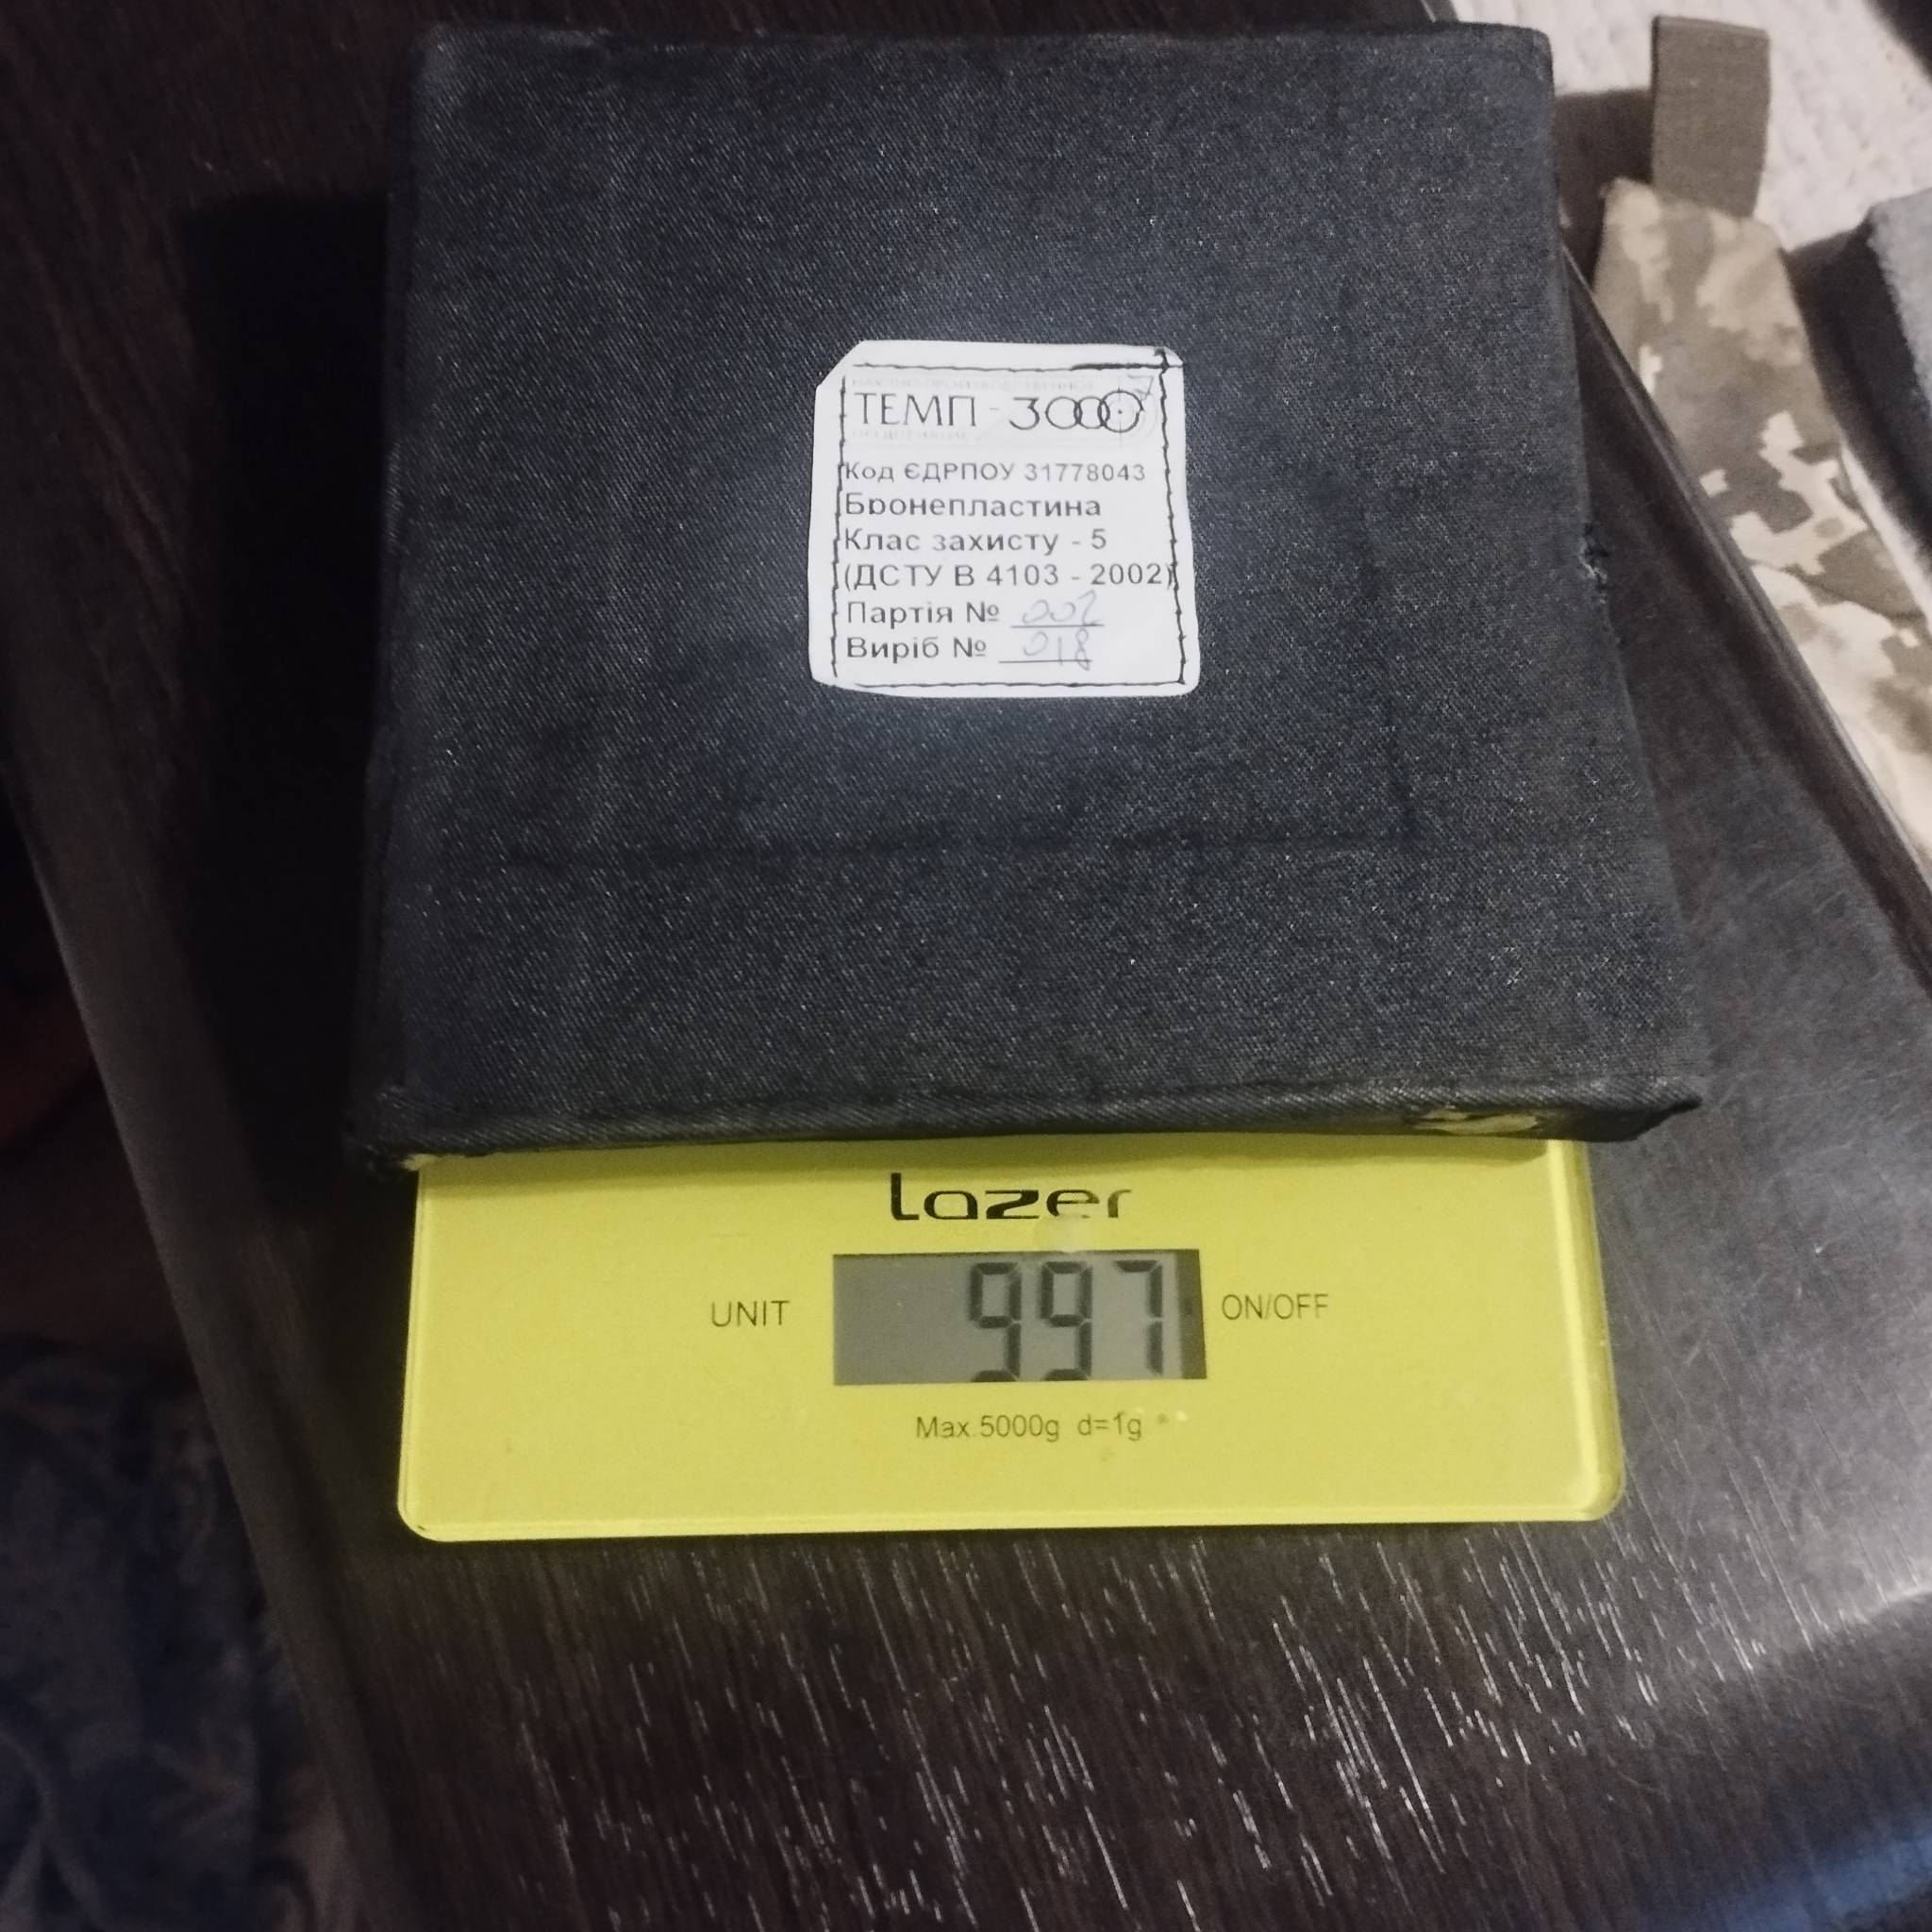 ТЕМП - 3000
Код ЄДРПОУ 31778043
Бронепластина
Клас захисту - 5
(ДСТУ В 4103 - 2002)
Партія № 002
Виріб № 018
Lazer
UNIT
997
ON/OFF
Max.5000g d=1g